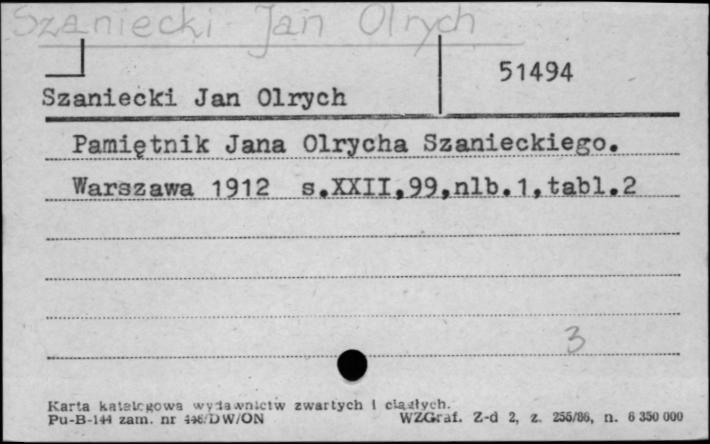 Szaniecki Jan Olrych
51494
Szaniecki Jan Olrych
Pamiętnik Jana Olrycha Szanieckiego.
Warszawa 1912 s.XXII,99,nlb.1,tabl.2
3
Karta katalogowa wydawnictw zwartych i ciągłych.
Pu-B-144 zam. nr 448/DW/ON WZGraf. Z-d 2, z. 255/86, n. 6 350 000